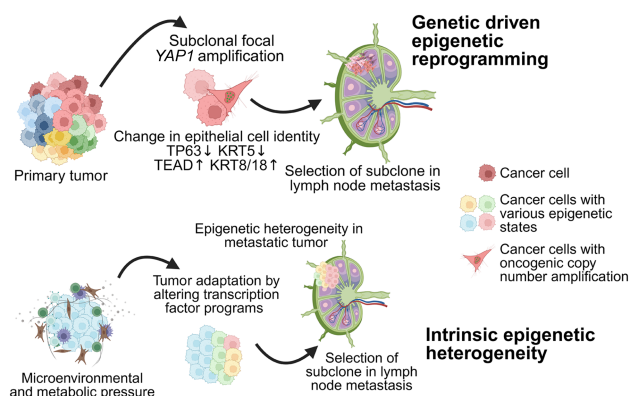 Genetic driven
epigenetic
reprogramming
Subclonal focal
YAP1 amplification
Primary tumor
Change in epithelial cell identity
TP63↓ KRT5↓
TEAD↑ KRT8/18↑
Selection of subclone in
lymph node metastasis
Cancer cell
Cancer cells with
various epigenetic
states
Cancer cells with
oncogenic copy
number amplification
Epigenetic heterogeneity in
metastatic tumor
Tumor adaptation by
altering transcription
factor programs
Microenvironmental
and metabolic pressure
Selection of
subclone in lymph
node metastasis
Intrinsic epigenetic
heterogeneity